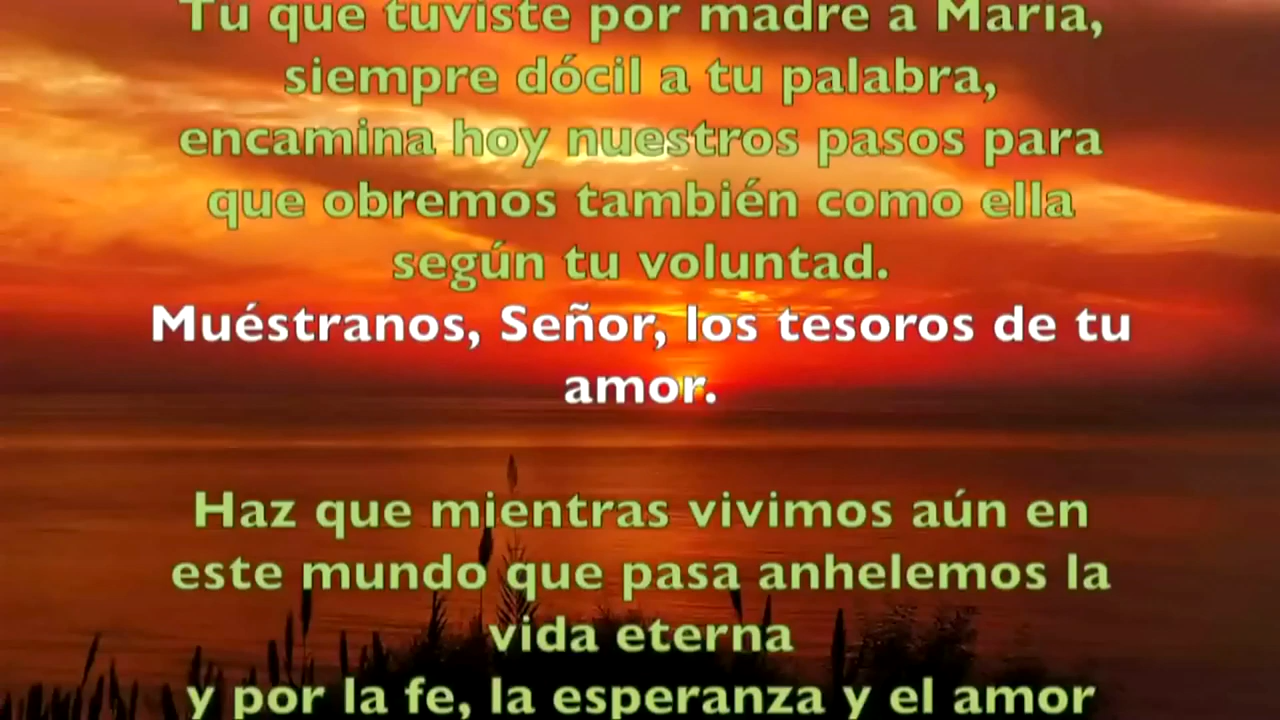 Tú que tuviste por madre a María,
siempre dócil a tu palabra,
encamina hoy nuestros pasos para
que obremos también como ella
según tu voluntad.
Muéstranos, Señor, los tesoros de tu
amor.
Haz que mientras vivimos aún en
este mundo que pasa anhelemos la
vida eterna
y por la fe, la esperanza y el amor